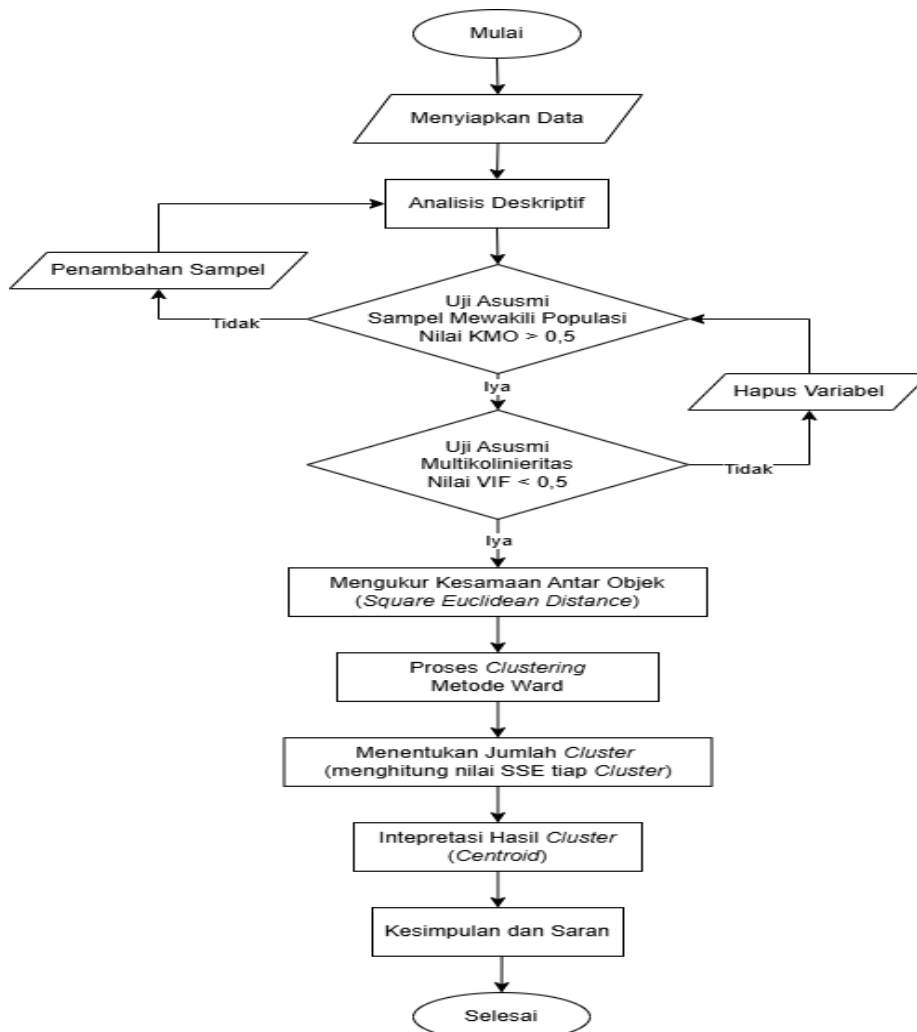 Mulai
Menyiapkan Data
Analisis Deskriptif
Penambahan Sampel
Uji Asusmi
Sampel Mewakili Populasi
Nilai KMO > 0,5
Tidak
Iya
Hapus Variabel
Uji Asusmi
Multikolinieritas
Nilai VIF < 0,5
Tidak
Iya
Mengukur Kesamaan Antar Objek
(Square Euclidean Distance)
Proses Clustering
Metode Ward
Menentukan Jumlah Cluster
(menghitung nilai SSE tiap Cluster)
Intepretasi Hasil Cluster
(Centroid)
Kesimpulan dan Saran
Selesai